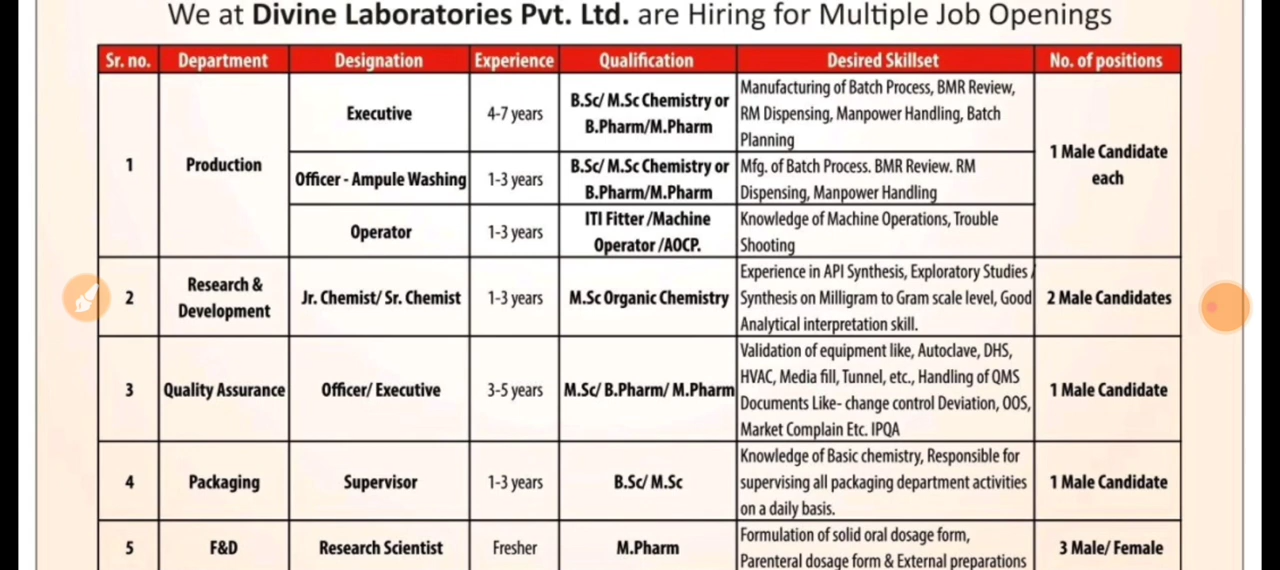 We at Divine Laboratories Pvt. Ltd. are Hiring for Multiple Job Openings
Sr. no. Department Designation Experience Qualification Desired Skillset No. of positions
1 Production
Executive 4-7 years
B.Sc/ M.Sc Chemistry or
B.Pharm/M.Pharm
Manufacturing of Batch Process, BMR Review,
RM Dispensing, Manpower Handling, Batch
Planning
1 Male Candidate
each
Officer - Ampule Washing 1-3 years
B.Sc/ M.Sc Chemistry or
B.Pharm/M.Pharm
Mfg. of Batch Process. BMR Review. RM
Dispensing, Manpower Handling
Operator 1-3 years
ITI Fitter /Machine
Operator /AOCP.
Knowledge of Machine Operations, Trouble
Shooting
2
Research &
Development
Jr. Chemist/ Sr. Chemist 1-3 years M.Sc Organic Chemistry
Experience in API Synthesis, Exploratory Studies /
Synthesis on Milligram to Gram scale level, Good
Analytical interpretation skill.
2 Male Candidates
3 Quality Assurance Officer/ Executive 3-5 years M.Sc/ B.Pharm/ M.Pharm
Validation of equipment like, Autoclave, DHS,
HVAC, Media fill, Tunnel, etc., Handling of QMS
Documents Like- change control Deviation, OOS,
Market Complain Etc. IPQA
1 Male Candidate
4 Packaging Supervisor 1-3 years B.Sc/ M.Sc
Knowledge of Basic chemistry, Responsible for
supervising all packaging department activities
on a daily basis.
1 Male Candidate
5 F&D Research Scientist Fresher M.Pharm
Formulation of solid oral dosage form,
Parenteral dosage form & External preparations
3 Male/ Female